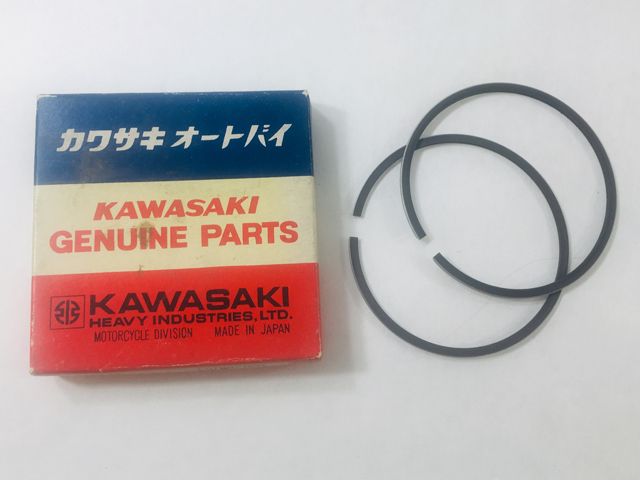 カワサキ オートバイ
KAWASAKI
GENUINE PARTS
KAWASAKI
HEAVY INDUSTRIES, LTD.
MOTORCYCLE DIVISION MADE IN JAPAN